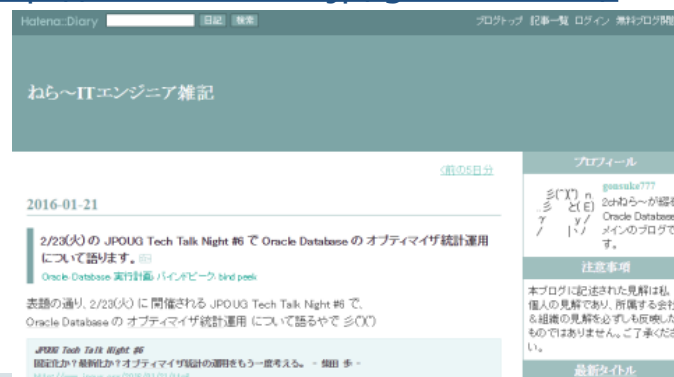 Hatena::Diary 日記 検索 ブログトップ 記事一覧 ログイン 無料ブログ開設
ねら～ITエンジニア雑記
<前の5日分
2016-01-21
2/23(火) の JPOUG Tech Talk Night #6 で Oracle Database の オプティマイザ統計運用
について語ります。
Oracle Database 実行計画 バインドピーク bind peek
表題の通り、2/23(火) に 開催される JPOUG Tech Talk Night #6 で、
Oracle Database の オプティマイザ統計運用 について語るやで 彡(゚)(゚)
JPOUG Tech Talk Night #6
固定化か？最新化か？オプティマイザ統計の運用をもう一度考える。 -
プロフィール
gonsuke777
2chねら～が綴る
Oracle Database
メインのブログで
す。
注意事項
本ブログに記述された見解は私
個人の見解であり、所属する会社
&組織の見解を必ずしも反映した
ものではありません。ご了承くださ
い。
最新タイトル